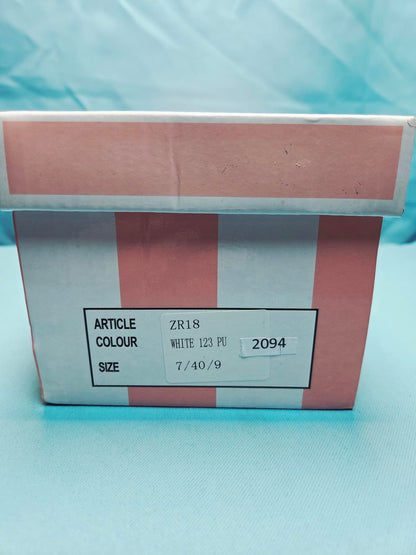 ARTICLE ZR18
COLOUR WHITE 123 PU 2094
SIZE 7/40/9